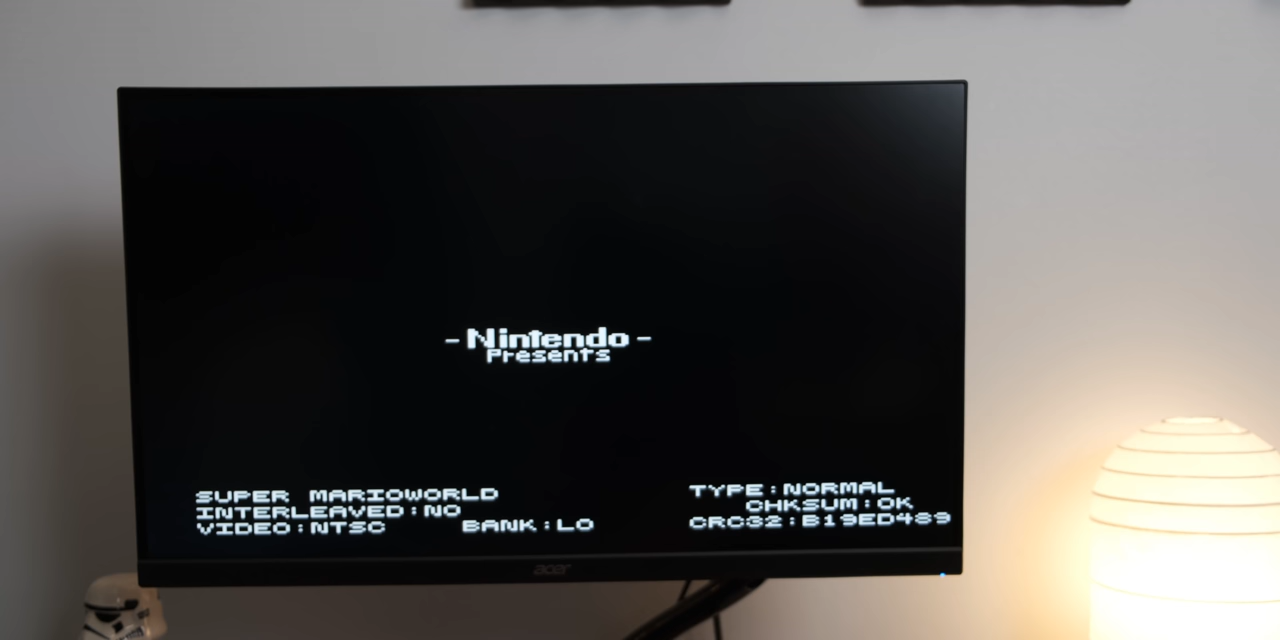 -Nintendo-
Presents
SUPER MARIOWORLD
INTERLEAVED:NO
VIDEO:NTSC BANK:LO
TYPE:NORMAL
CHKSUM:OK
CRC32:B19ED489
acer